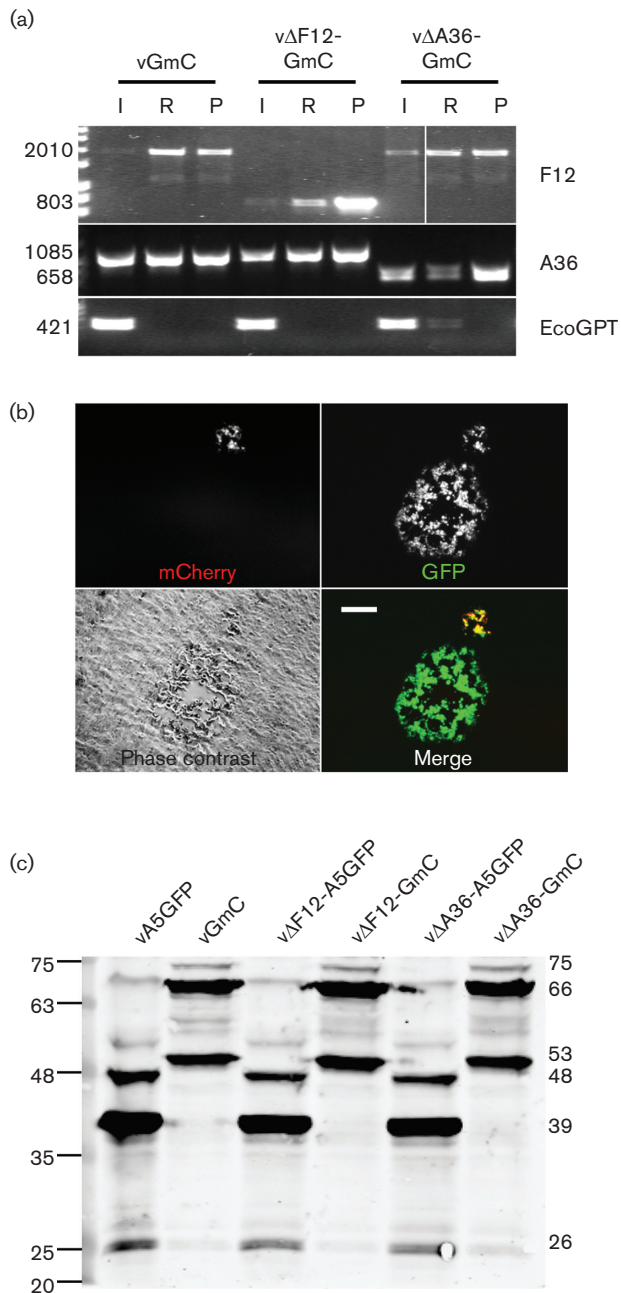 (a)
vΔF12- vΔA36-
vGmC GmC GmC
I R P I R P I R P
2010
F12
803
1085
A36
658
421 EcoGPT
(b)
mCherry GFP
Phase contrast Merge
(c)
vA5GFP vGmC vΔF12-A5GFP vΔF12-GmC vΔA36-A5GFP vΔA36-GmC
75 75
66
63
53
48 48
39
35
26
25
20